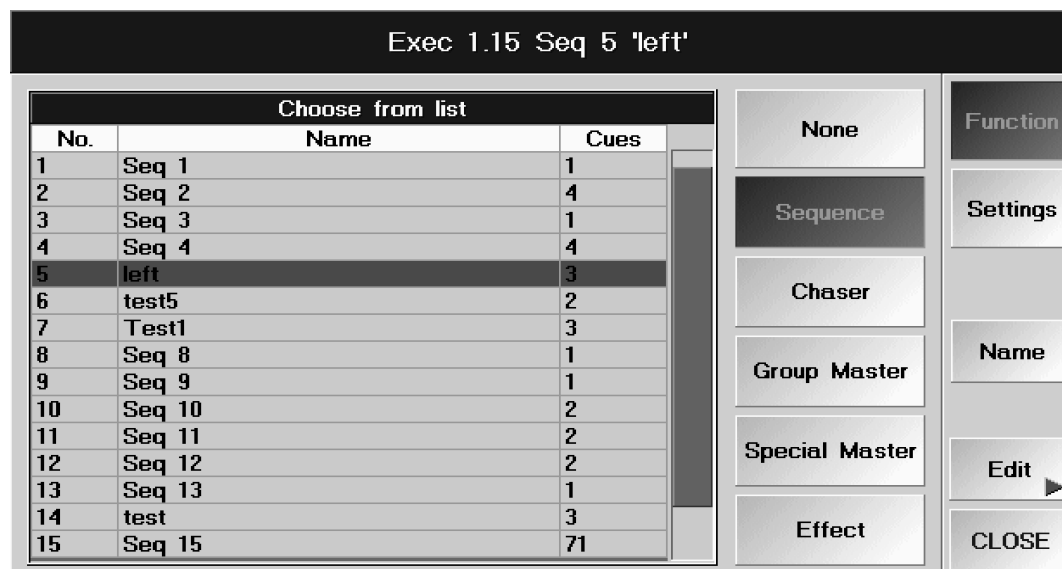 Exec 1.15 Seq 5 'left'
Choose from list
No. Name Cues
1 Seq 1 1
2 Seq 2 4
3 Seq 3 1
4 Seq 4 4
5 left 3
6 test5 2
7 Test1 3
8 Seq 8 1
9 Seq 9 1
10 Seq 10 2
11 Seq 11 2
12 Seq 12 2
13 Seq 13 1
14 test 3
15 Seq 15 71
None
Sequence
Chaser
Group Master
Special Master
Effect
Function
Settings
Name
Edit
CLOSE